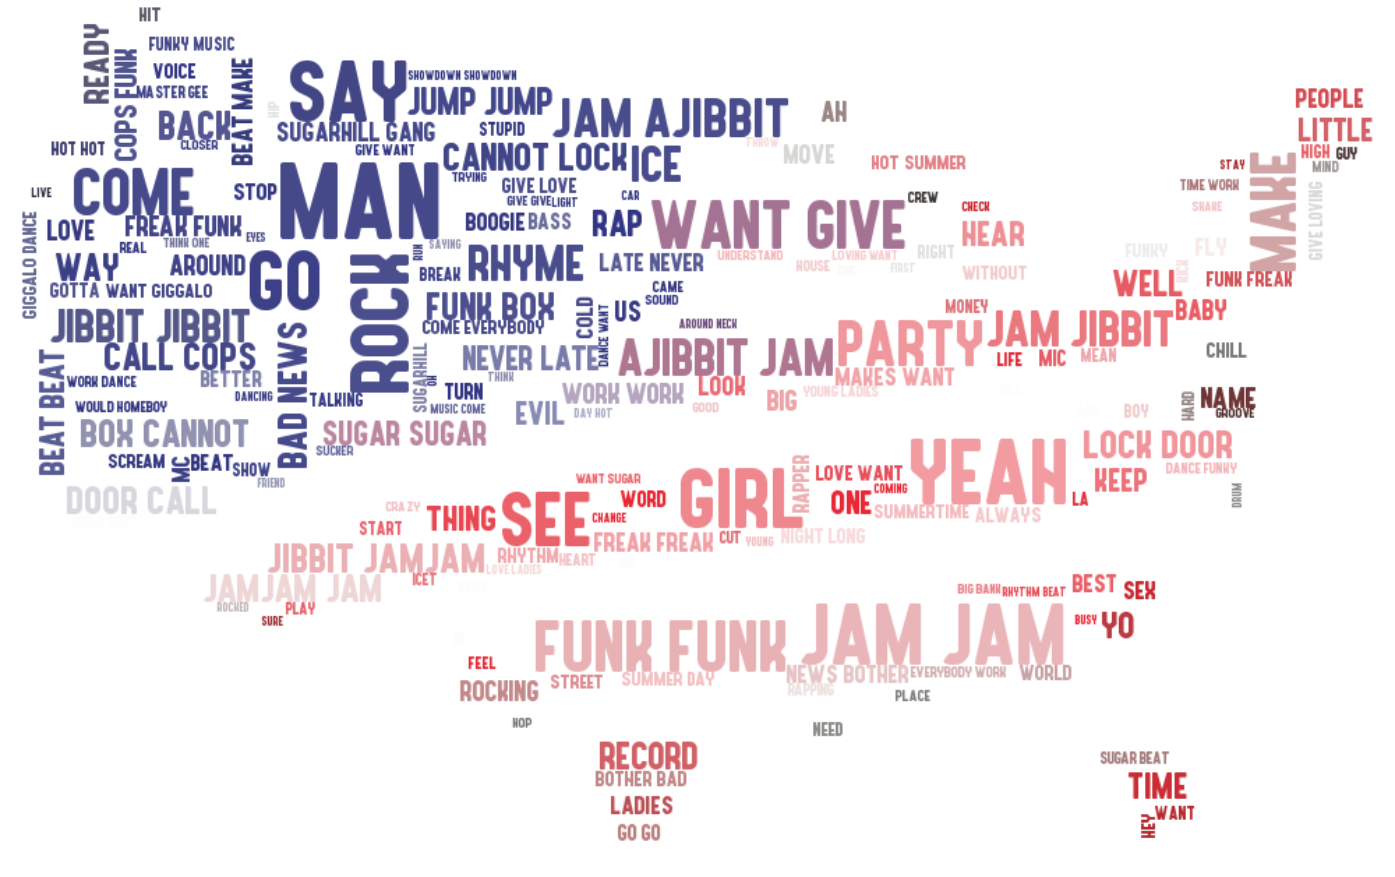 HIT
READY
FUNKY MUSIC
COPS FUNK
VOICE
MASTER GEE
BEAT MAKE
BACK
CLOSER
HOT HOT
HIP
SAY
SHOWDOWN SHOWDOWN
JUMP JUMP
JAM AJIBBIT
AH
SUGARHILL GANG
STUPID
GIVE WANT
CANNOT LOCK
ICE
THROW
MOVE
HOT SUMMER
PEOPLE
LITTLE
HIGH
GUY
STAY
MIND
MAKE
TIME WORK
GIVE LOVING
SHAKE
LIVE
COME
STOP
MAN
TRYING
GIVE LOVE
GIVE GIVE
LIGHT
CAR
CREW
CHECK
GIGGALO DANCE
LOVE
FREAK FUNK
REAL
THINK ONE
EYES
BOOGIE
BASS
RAP
WANT GIVE
HEAR
RUN
SAYING
WAY
AROUND
GO
ROCK
BREAK
RHYME
LATE NEVER
UNDERSTAND
LOVING WANT
HOUSE
FIRST
RIGHT
WITHOUT
FUNKY
FLY
KICK
WELL
FUNK FREAK
BABY
GOTTA WANT GIGGALO
CAME
SOUND
FUNK BOX
COLD
US
COME EVERYBODY
DANCE WANT
AROUND NECK
MONEY
PARTY
JAM JIBBIT
JIBBIT JIBBIT
CALL COPS
BAD NEWS
SUGARHILL
NEVER LATE
AJIBBIT JAM
LIFE
MIC
MEAN
CHILL
BEAT BEAT
WORK DANCE
BETTER
DANCING
TALKING
OH
TURN
THINK
WORK WORK
LOOK
MAKES WANT
YOUNG LADIES
WOULD HOMEBOY
MUSIC COME
EVIL
DAY HOT
GOOD
BIG
BOY
HARD
NAME
GROOVE
BOX CANNOT
SUGAR SUGAR
SUCKER
SCREAM
MC
BEAT
SHOW
FRIEND
YEAH
LOCK DOOR
DANCE FUNKY
KEEP
DRUM
DOOR CALL
WANT SUGAR
WORD
GIRL
RAPPER
LOVE WANT
COMING
ONE
LA
SUMMERTIME
ALWAYS
CRAZY
START
THING
SEE
CHANGE
FREAK FREAK
CUT
YOUNG
NIGHT LONG
JIBBIT JAM
JAM
RHYTHM
HEART
LOVE LADIES
ICET
JAMJAM JAM
ROCKED
PLAY
SURE
BIG BANK
RHYTHM BEAT
BEST
SEX
FUNK FUNK
JAM JAM
BUSY
YO
FEEL
ROCKING
STREET
SUMMER DAY
NEWS BOTHER
EVERYBODY WORK
WORLD
RAPPING
PLACE
HOP
NEED
RECORD
BOTHER BAD
LADIES
GO GO
SUGAR BEAT
TIME
WANT
HEY